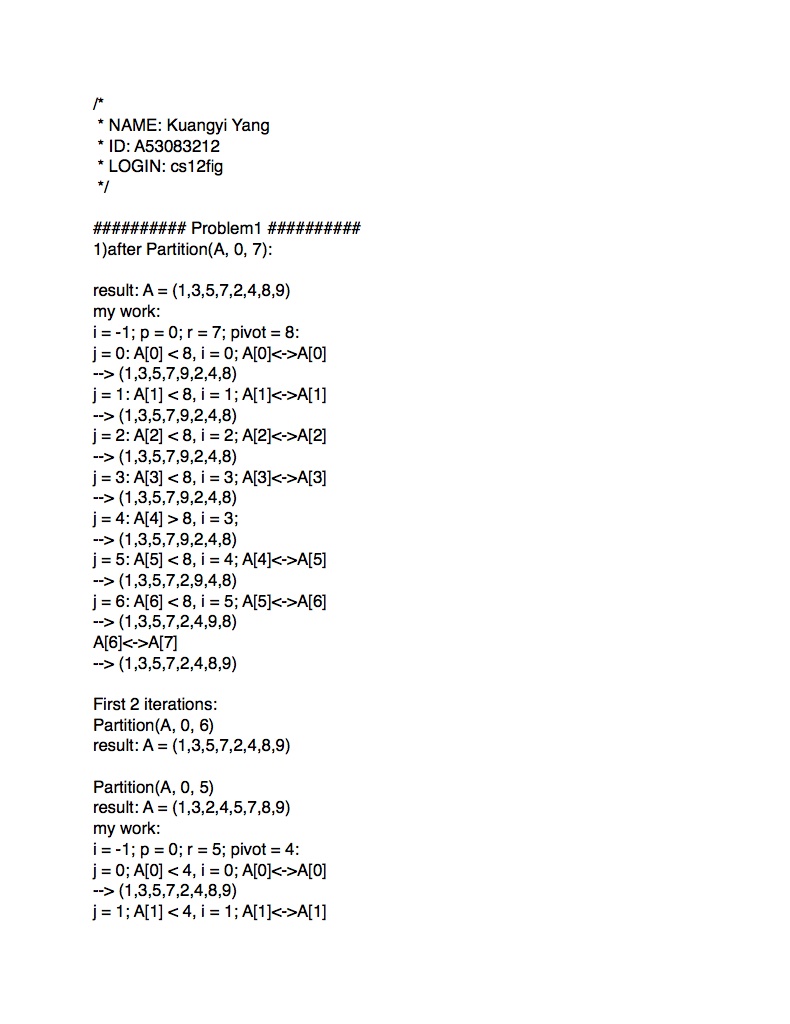 /*
* NAME: Kuangyi Yang
* ID: A53083212
* LOGIN: cs12fig
*/
########## Problem1 ##########
1)after Partition(A, 0, 7):
result: A = (1,3,5,7,2,4,8,9)
my work:
i = -1; p = 0; r = 7; pivot = 8:
j = 0: A[0] < 8, i = 0; A[0]<->A[0]
--> (1,3,5,7,9,2,4,8)
j = 1: A[1] < 8, i = 1; A[1]<->A[1]
--> (1,3,5,7,9,2,4,8)
j = 2: A[2] < 8, i = 2; A[2]<->A[2]
--> (1,3,5,7,9,2,4,8)
j = 3: A[3] < 8, i = 3; A[3]<->A[3]
--> (1,3,5,7,9,2,4,8)
j = 4: A[4] > 8, i = 3;
--> (1,3,5,7,9,2,4,8)
j = 5: A[5] < 8, i = 4; A[4]<->A[5]
--> (1,3,5,7,2,9,4,8)
j = 6: A[6] < 8, i = 5; A[5]<->A[6]
--> (1,3,5,7,2,4,9,8)
A[6]<->A[7]
--> (1,3,5,7,2,4,8,9)
First 2 iterations:
Partition(A, 0, 6)
result: A = (1,3,5,7,2,4,8,9)
Partition(A, 0, 5)
result: A = (1,3,2,4,5,7,8,9)
my work:
i = -1; p = 0; r = 5; pivot = 4:
j = 0; A[0] < 4, i = 0; A[0]<->A[0]
--> (1,3,5,7,2,4,8,9)
j = 1; A[1] < 4, i = 1; A[1]<->A[1]